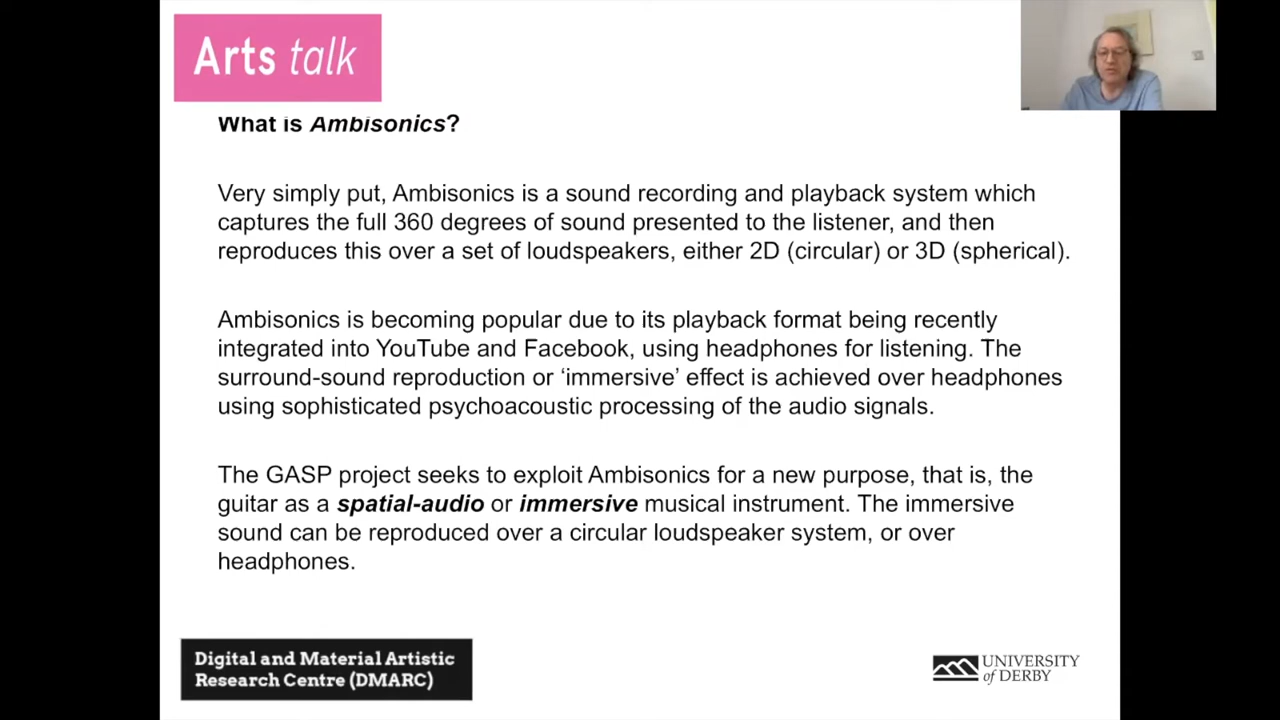 Arts talk
What is Ambisonics?
Very simply put, Ambisonics is a sound recording and playback system which
captures the full 360 degrees of sound presented to the listener, and then
reproduces this over a set of loudspeakers, either 2D (circular) or 3D (spherical).
Ambisonics is becoming popular due to its playback format being recently
integrated into YouTube and Facebook, using headphones for listening. The
surround-sound reproduction or ‘immersive’ effect is achieved over headphones
using sophisticated psychoacoustic processing of the audio signals.
The GASP project seeks to exploit Ambisonics for a new purpose, that is, the
guitar as a spatial-audio or immersive musical instrument. The immersive
sound can be reproduced over a circular loudspeaker system, or over
headphones.
Digital and Material Artistic
Research Centre (DMARC)
UNIVERSITY
of DERBY